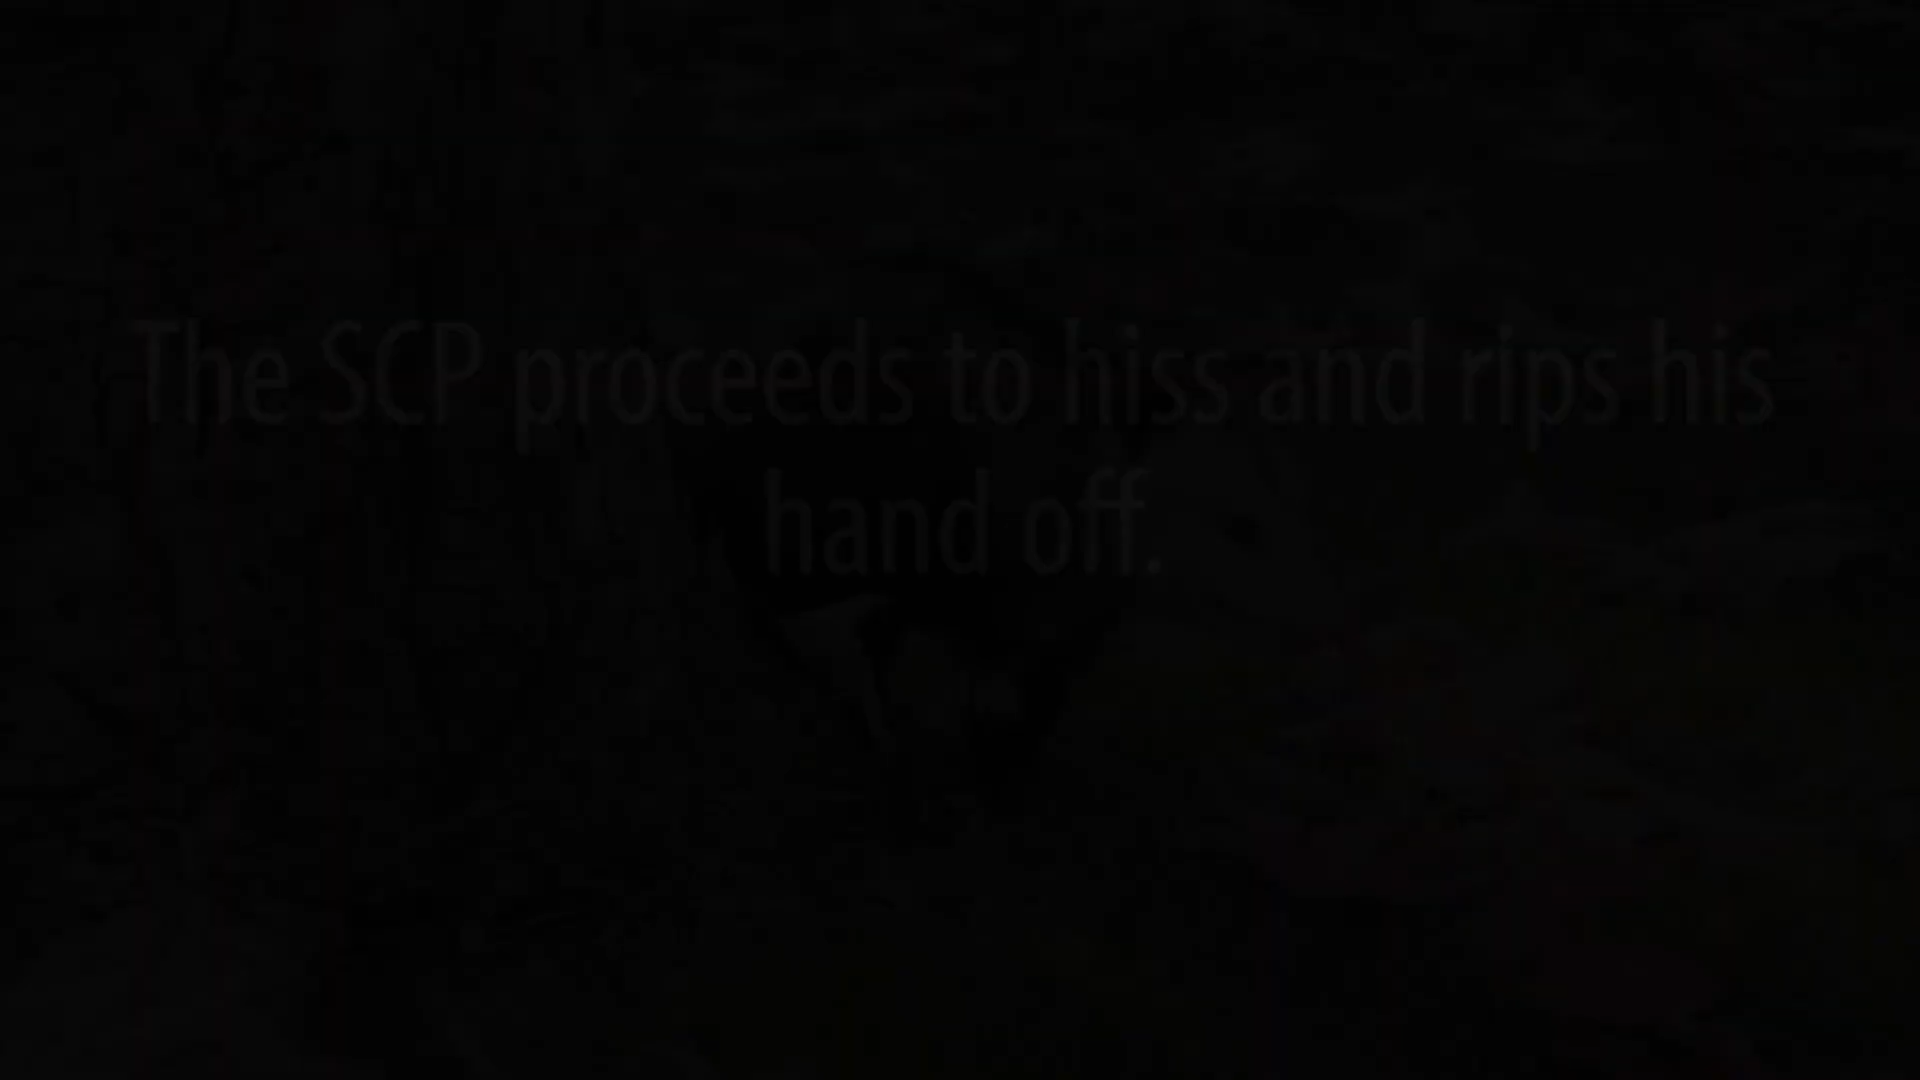 The SCP proceeds to hiss and rips his
hand off.